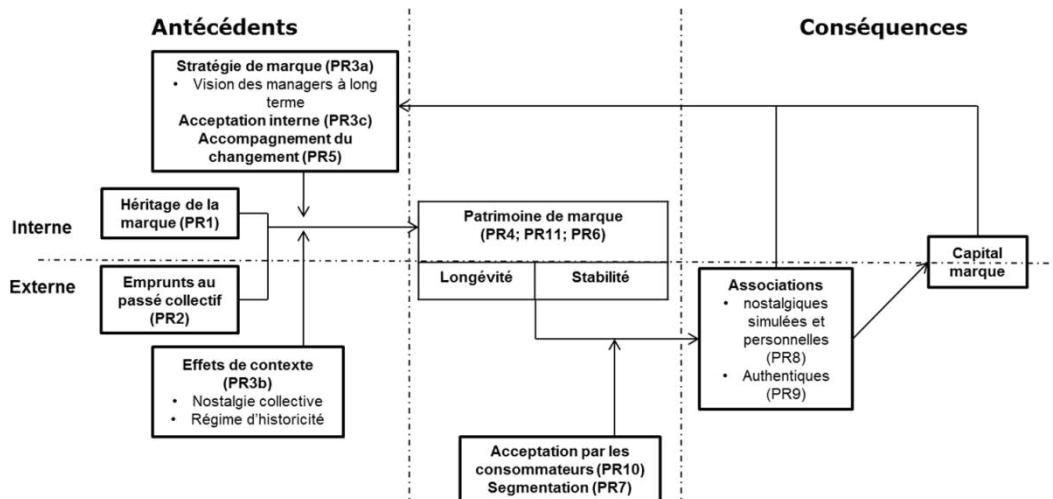 Antécédents
Conséquences
Stratégie de marque (PR3a)
• Vision des managers à long
terme
Acceptation interne (PR3c)
Accompagnement du
changement (PR5)
Héritage de la
marque (PR1)
Interne
Patrimoine de marque
(PR4; PR11; PR6)
Longévité
Stabilité
Externe
Emprunts au
passé collectif
(PR2)
Effets de contexte
(PR3b)
• Nostalgie collective
• Régime d'historicité
Acceptation par les
consommateurs (PR10)
Segmentation (PR7)
Associations
• nostalgiques
simulées et
personnelles
(PR8)
• Authentiques
(PR9)
Capital
marque